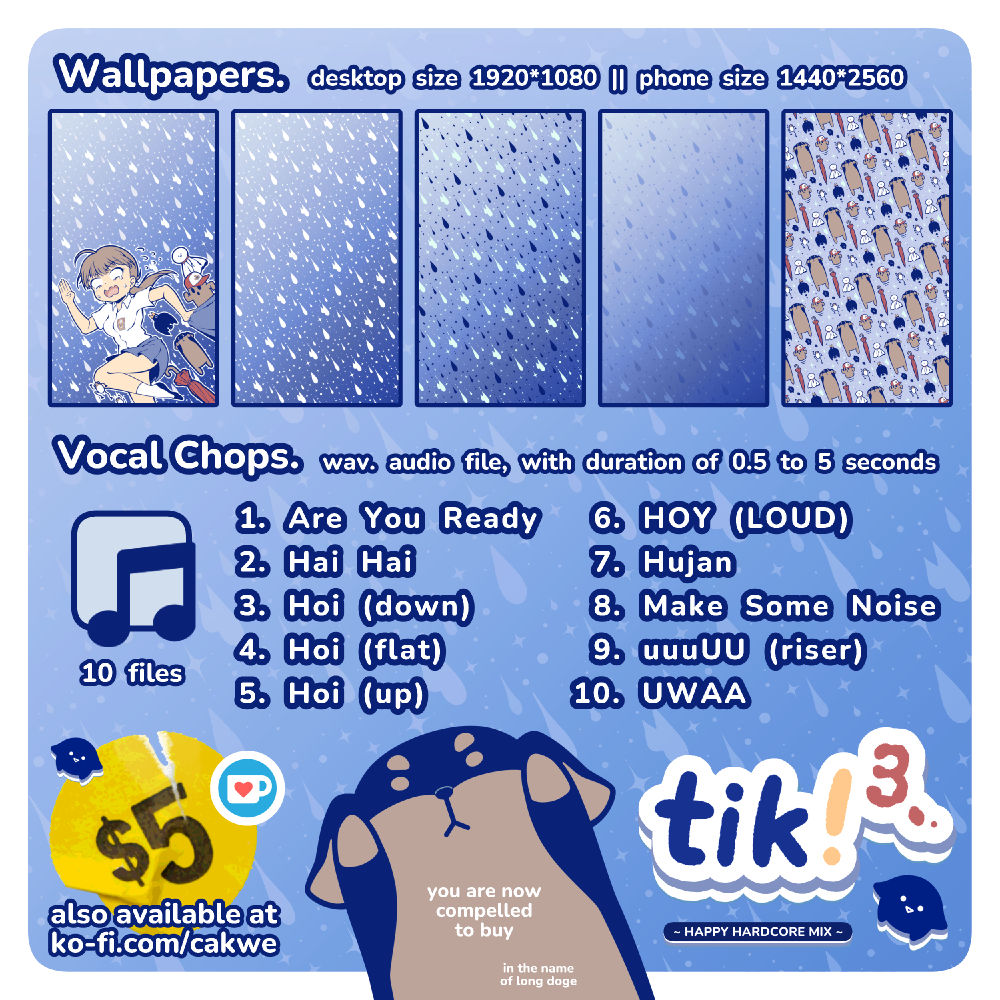 Wallpapers. desktop size 1920*1080 || phone size 1440*2560
Vocal Chops. wav. audio file, with duration of 0.5 to 5 seconds
10 files
1. Are You Ready
2. Hai Hai
3. Hoi (down)
4. Hoi (flat)
5. Hoi (up)
6. HOY (LOUD)
7. Hujan
8. Make Some Noise
9. uuuUU (riser)
10. UWAA
$5
also available at
ko-fi.com/cakwe
you are now
compelled
to buy
in the name
of long doge
tik! 3..
~ HAPPY HARDCORE MIX ~